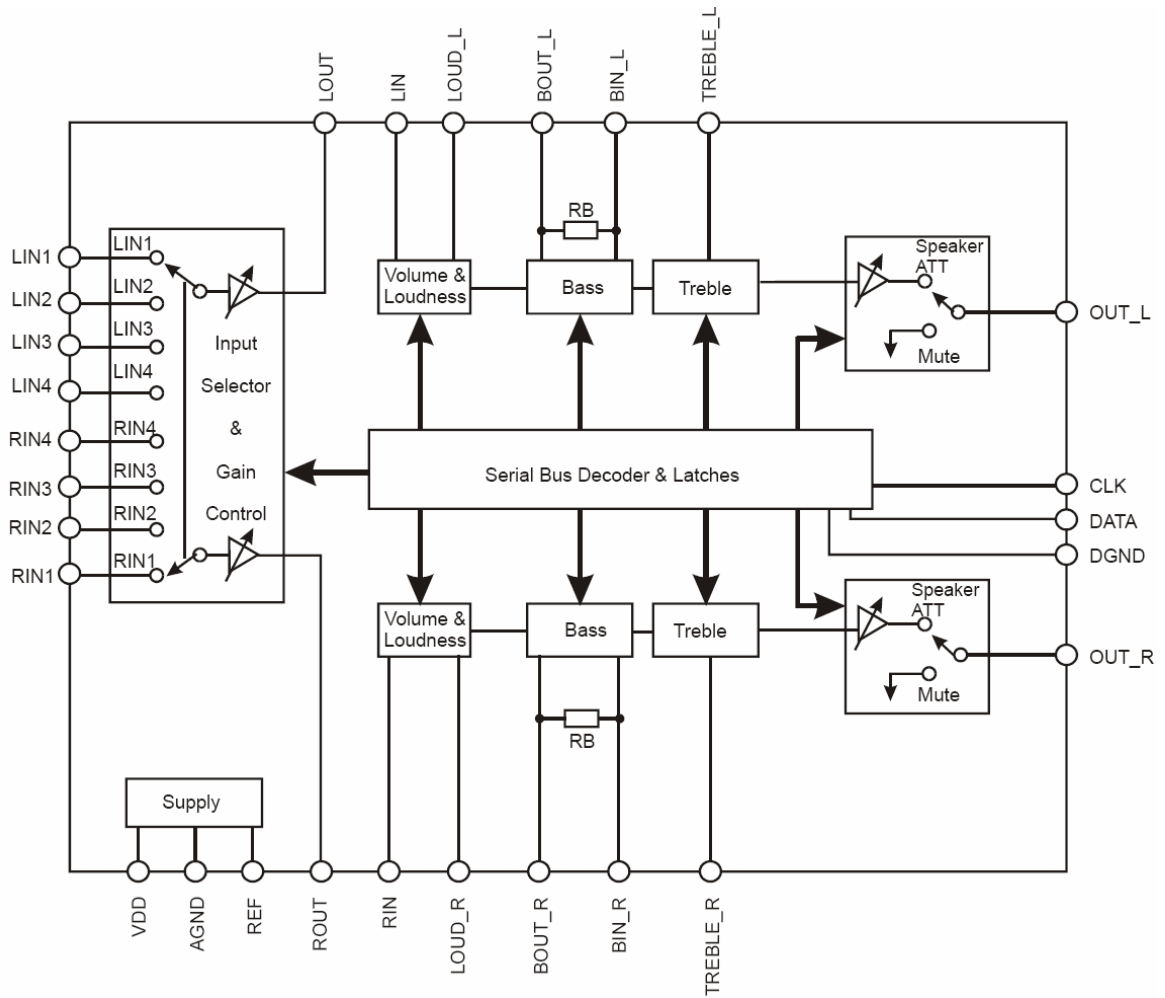 LOUT
LIN
LOUD_L
BOUT_L
BIN_L
TREBLE_L
LIN1
LIN2
LIN3
LIN4
RIN4
RIN3
RIN2
RIN1
LIN1
LIN2
LIN3
LIN4
RIN4
RIN3
RIN2
RIN1
Input
Selector
&
Gain
Control
RB
Volume &
Loudness
Bass
Treble
Speaker
ATT
Mute
OUT_L
Serial Bus Decoder & Latches
CLK
DATA
DGND
Volume &
Loudness
Bass
Treble
Speaker
ATT
Mute
OUT_R
RB
Supply
VDD
AGND
REF
ROUT
RIN
LOUD_R
BOUT_R
BIN_R
TREBLE_R